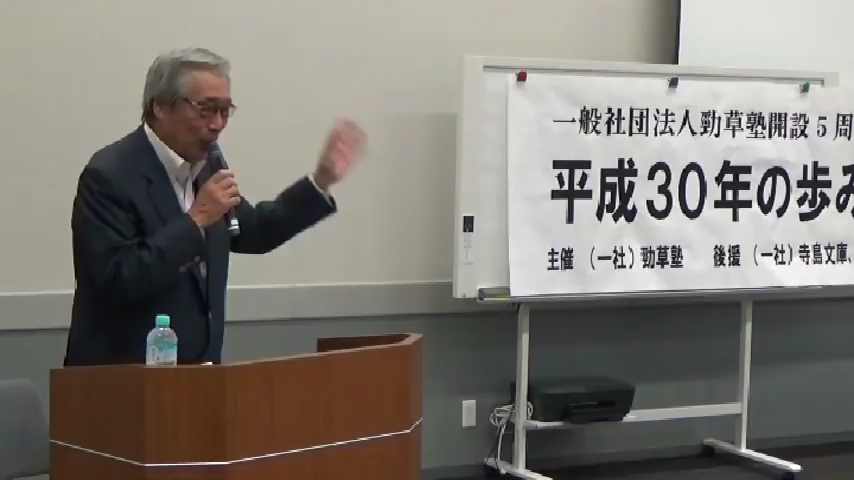 一般社団法人勁草塾開設5周
平成30年の歩み
主催 (一社)勁草塾 後援 (一社)寺島文庫、